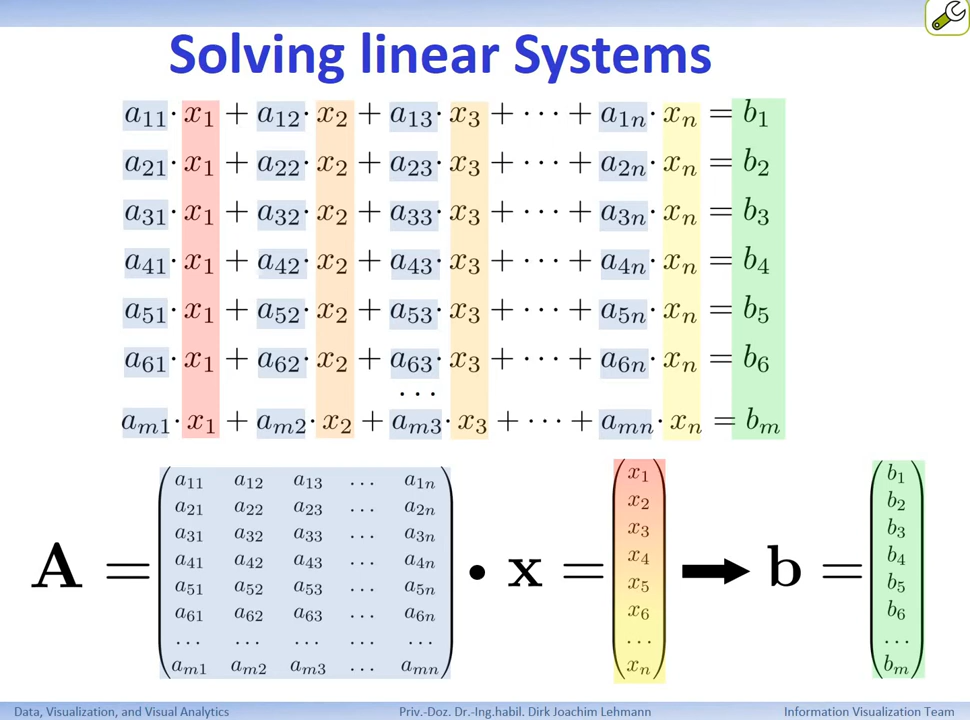 Solving linear Systems
a₁₁· x₁ + a₁₂· x₂ + a₁₃· x₃ + ⋯ + a₁ₙ· xₙ = b₁
a₂₁· x₁ + a₂₂· x₂ + a₂₃· x₃ + ⋯ + a₂ₙ· xₙ = b₂
a₃₁· x₁ + a₃₂· x₂ + a₃₃· x₃ + ⋯ + a₃ₙ· xₙ = b₃
a₄₁· x₁ + a₄₂· x₂ + a₄₃· x₃ + ⋯ + a₄ₙ· xₙ = b₄
a₅₁· x₁ + a₅₂· x₂ + a₅₃· x₃ + ⋯ + a₅ₙ· xₙ = b₅
a₆₁· x₁ + a₆₂· x₂ + a₆₃· x₃ + ⋯ + a₆ₙ· xₙ = b₆
⋯
aₘ₁· x₁ + aₘ₂· x₂ + aₘ₃· x₃ + ⋯ + aₘₙ· xₙ = bₘ
A = • x = ➡ b =
a₁₁ a₁₂ a₁₃ … a₁ₙ x₁ b₁
a₂₁ a₂₂ a₂₃ … a₂ₙ x₂ b₂
a₃₁ a₃₂ a₃₃ … a₃ₙ x₃ b₃
a₄₁ a₄₂ a₄₃ … a₄ₙ x₄ b₄
a₅₁ a₅₂ a₅₃ … a₅ₙ x₅ b₅
a₆₁ a₆₂ a₆₃ … a₆ₙ x₆ b₆
… … … … … … …
aₘ₁ aₘ₂ aₘ₃ … aₘₙ xₙ bₘ
Data, Visualization, and Visual Analytics
Priv.-Doz. Dr.-Ing.habil. Dirk Joachim Lehmann
Information Visualization Team